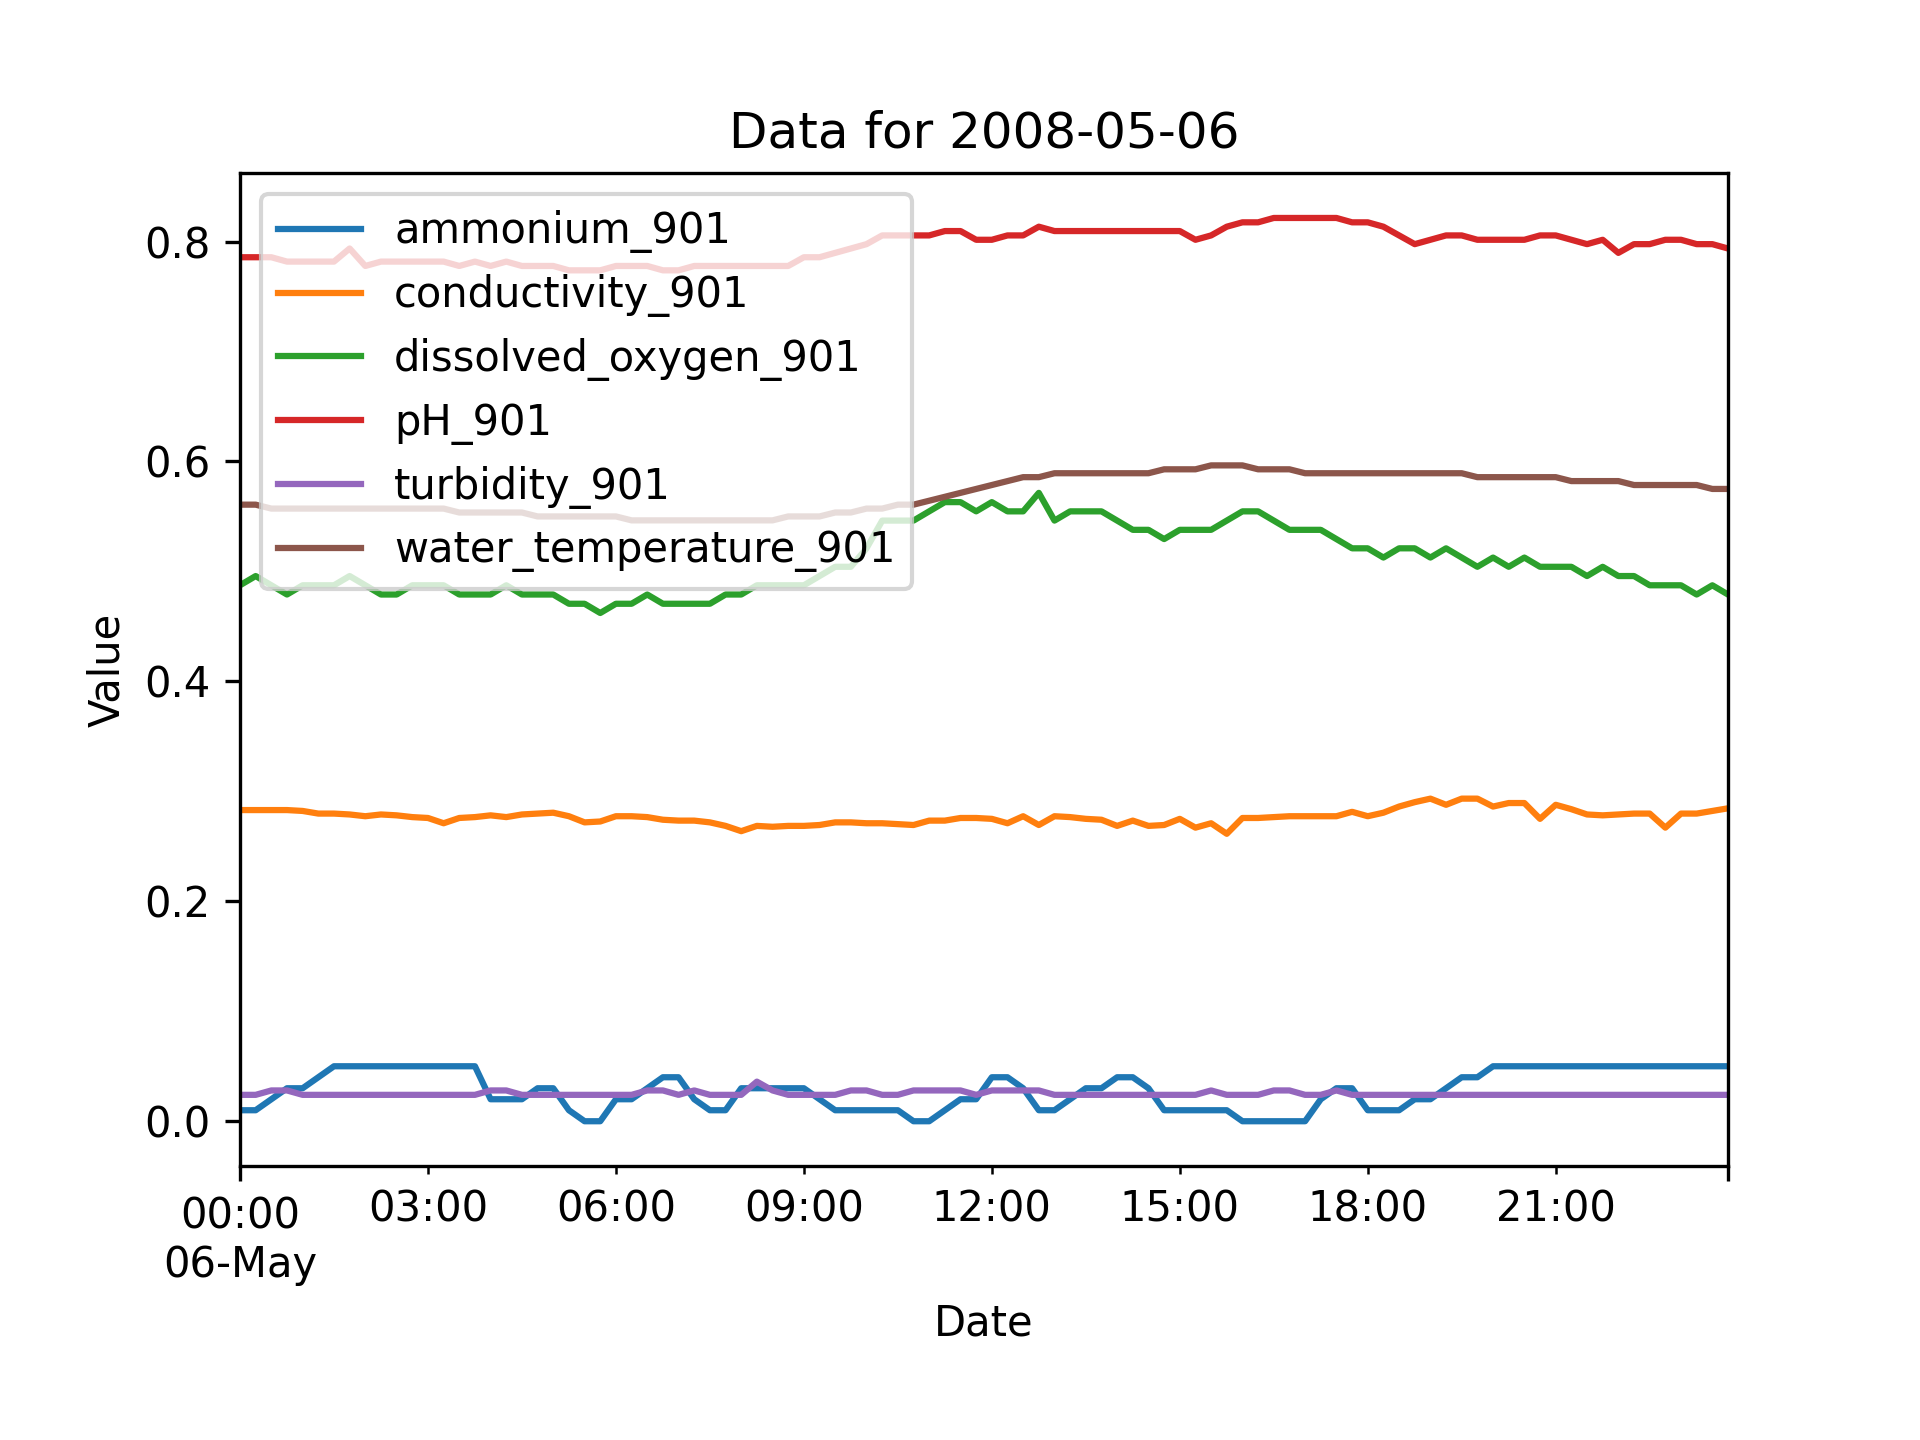 Data for 2008-05-06
ammonium_901
conductivity_901
dissolved_oxygen_901
pH_901
turbidity_901
water_temperature_901
0.8
0.6
0.4
0.2
0.0
Value
00:00 03:00 06:00 09:00 12:00 15:00 18:00 21:00
06-May
Date